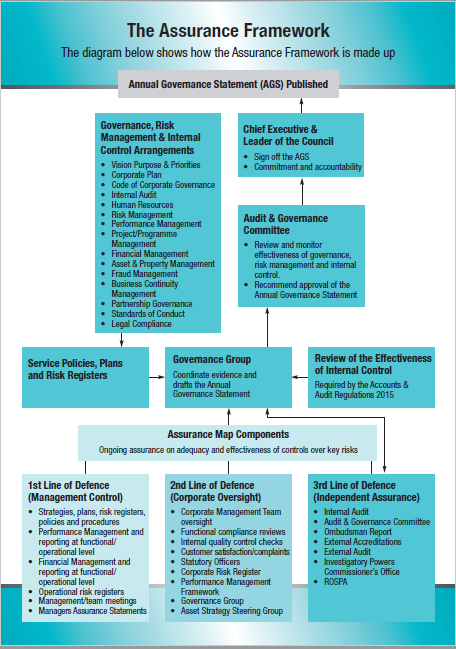 The Assurance Framework
The diagram below shows how the Assurance Framework is made up
Annual Governance Statement (AGS) Published
Governance, Risk
Management & Internal
Control Arrangements
• Vision Purpose & Priorities
• Corporate Plan
• Code of Corporate Governance
• Internal Audit
• Human Resources
• Risk Management
• Performance Management
• Project/Programme
Management
• Financial Management
• Asset & Property Management
• Fraud Management
• Business Continuity
Management
• Partnership Governance
• Standards of Conduct
• Legal Compliance
Chief Executive &
Leader of the Council
• Sign off the AGS
• Commitment and accountability
Audit & Governance
Committee
• Review and monitor
effectiveness of governance,
risk management and internal
control.
• Recommend approval of the
Annual Governance Statement
Service Policies, Plans
and Risk Registers
Governance Group
Coordinate evidence and
drafts the Annual
Governance Statement
Review of the Effectiveness
of Internal Control
Required by the Accounts &
Audit Regulations 2015
Assurance Map Components
Ongoing assurance on adequacy and effectiveness of controls over key risks
1st Line of Defence
(Management Control)
• Strategies, plans, risk registers,
policies and procedures
• Performance Management and
reporting at functional/
operational level
• Financial Management and
reporting at functional/
operational level
• Operational risk registers
• Management/team meetings
• Managers Assurance Statements
2nd Line of Defence
(Corporate Oversight)
• Corporate Management Team
oversight
• Functional compliance reviews
• Internal quality control checks
• Customer satisfaction/complaints
• Statutory Officers
• Corporate Risk Register
• Performance Management
Framework
• Governance Group
• Asset Strategy Steering Group
3rd Line of Defence
(Independent Assurance)
• Internal Audit
• Audit & Governance Committee
• Ombudsman Report
• External Accreditations
• External Audit
• Investigatory Powers
Commissioner's Office
• ROSPA